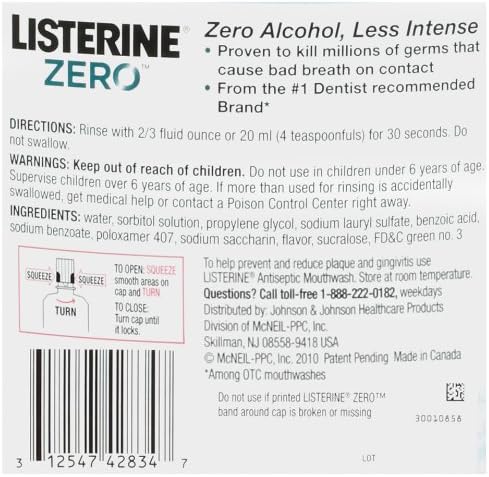 LISTERINE®
ZERO™
Zero Alcohol, Less Intense
• Proven to kill millions of germs that
cause bad breath on contact
• From the #1 Dentist recommended
Brand*
DIRECTIONS: Rinse with 2/3 fluid ounce or 20 ml (4 teaspoonfuls) for 30 seconds. Do
not swallow.
WARNINGS: Keep out of reach of children. Do not use in children under 6 years of age.
Supervise children over 6 years of age. If more than used for rinsing is accidentally
swallowed, get medical help or contact a Poison Control Center right away.
INGREDIENTS: water, sorbitol solution, propylene glycol, sodium lauryl sulfate, benzoic acid,
sodium benzoate, poloxamer 407, sodium saccharin, flavor, sucralose, FD&C green no. 3
SQUEEZE
SQUEEZE
TURN
TO OPEN: SQUEEZE
smooth areas on
cap and TURN
TO CLOSE:
Turn cap until
it locks.
To help prevent and reduce plaque and gingivitis use
LISTERINE® Antiseptic Mouthwash. Store at room temperature.
Questions? Call toll-free 1-888-222-0182, weekdays
Distributed by: Johnson & Johnson Healthcare Products
Division of McNEIL-PPC, Inc.
Skillman, NJ 08558-9418 USA
© McNEIL-PPC, Inc. 2010 Patent Pending Made in Canada
*Among OTC mouthwashes
Do not use if printed LISTERINE® ZERO™
band around cap is broken or missing
30010858
LOT
3 12547 42834 7